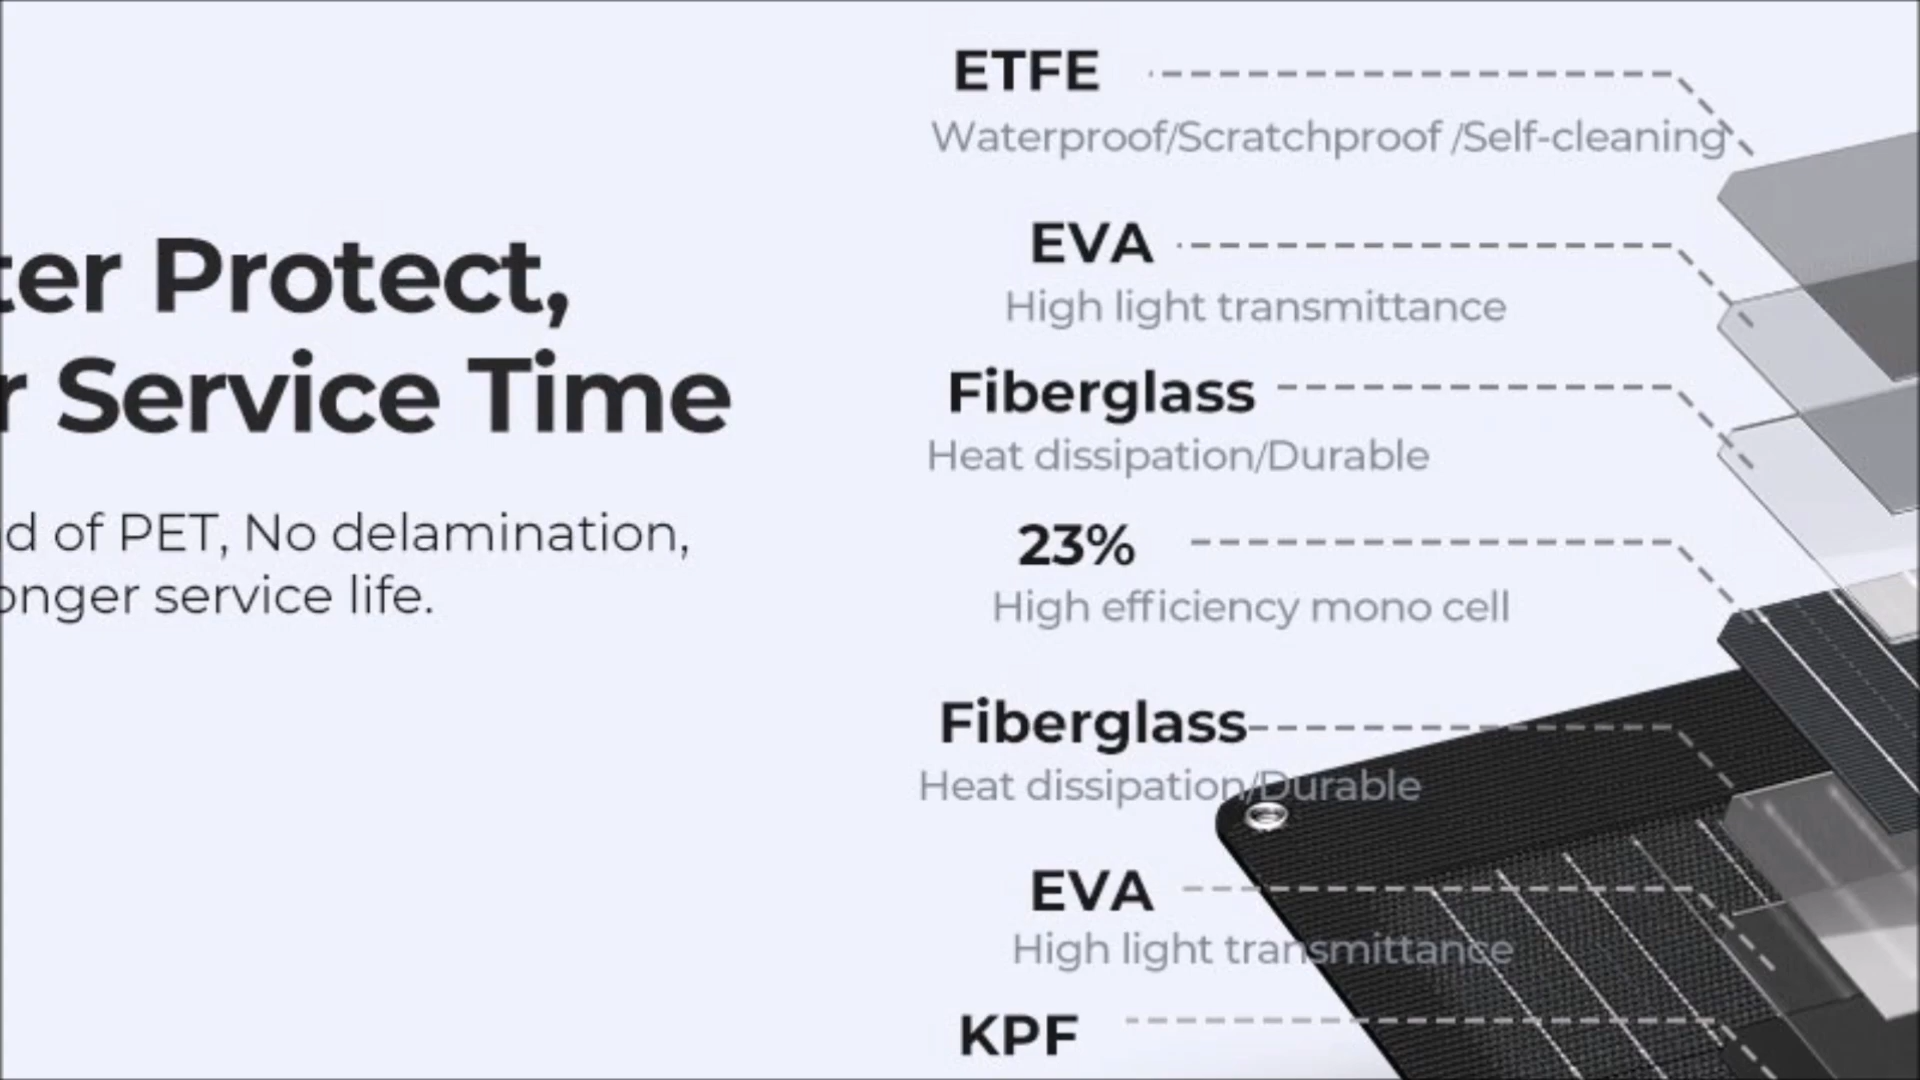 ter Protect,
r Service Time
d of PET, No delamination,
onger service life.
ETFE
Waterproof/Scratchproof /Self-cleaning
EVA
High light transmittance
Fiberglass
Heat dissipation/Durable
23%
High efficiency mono cell
Fiberglass
Heat dissipation/Durable
EVA
High light transmittance
KPF